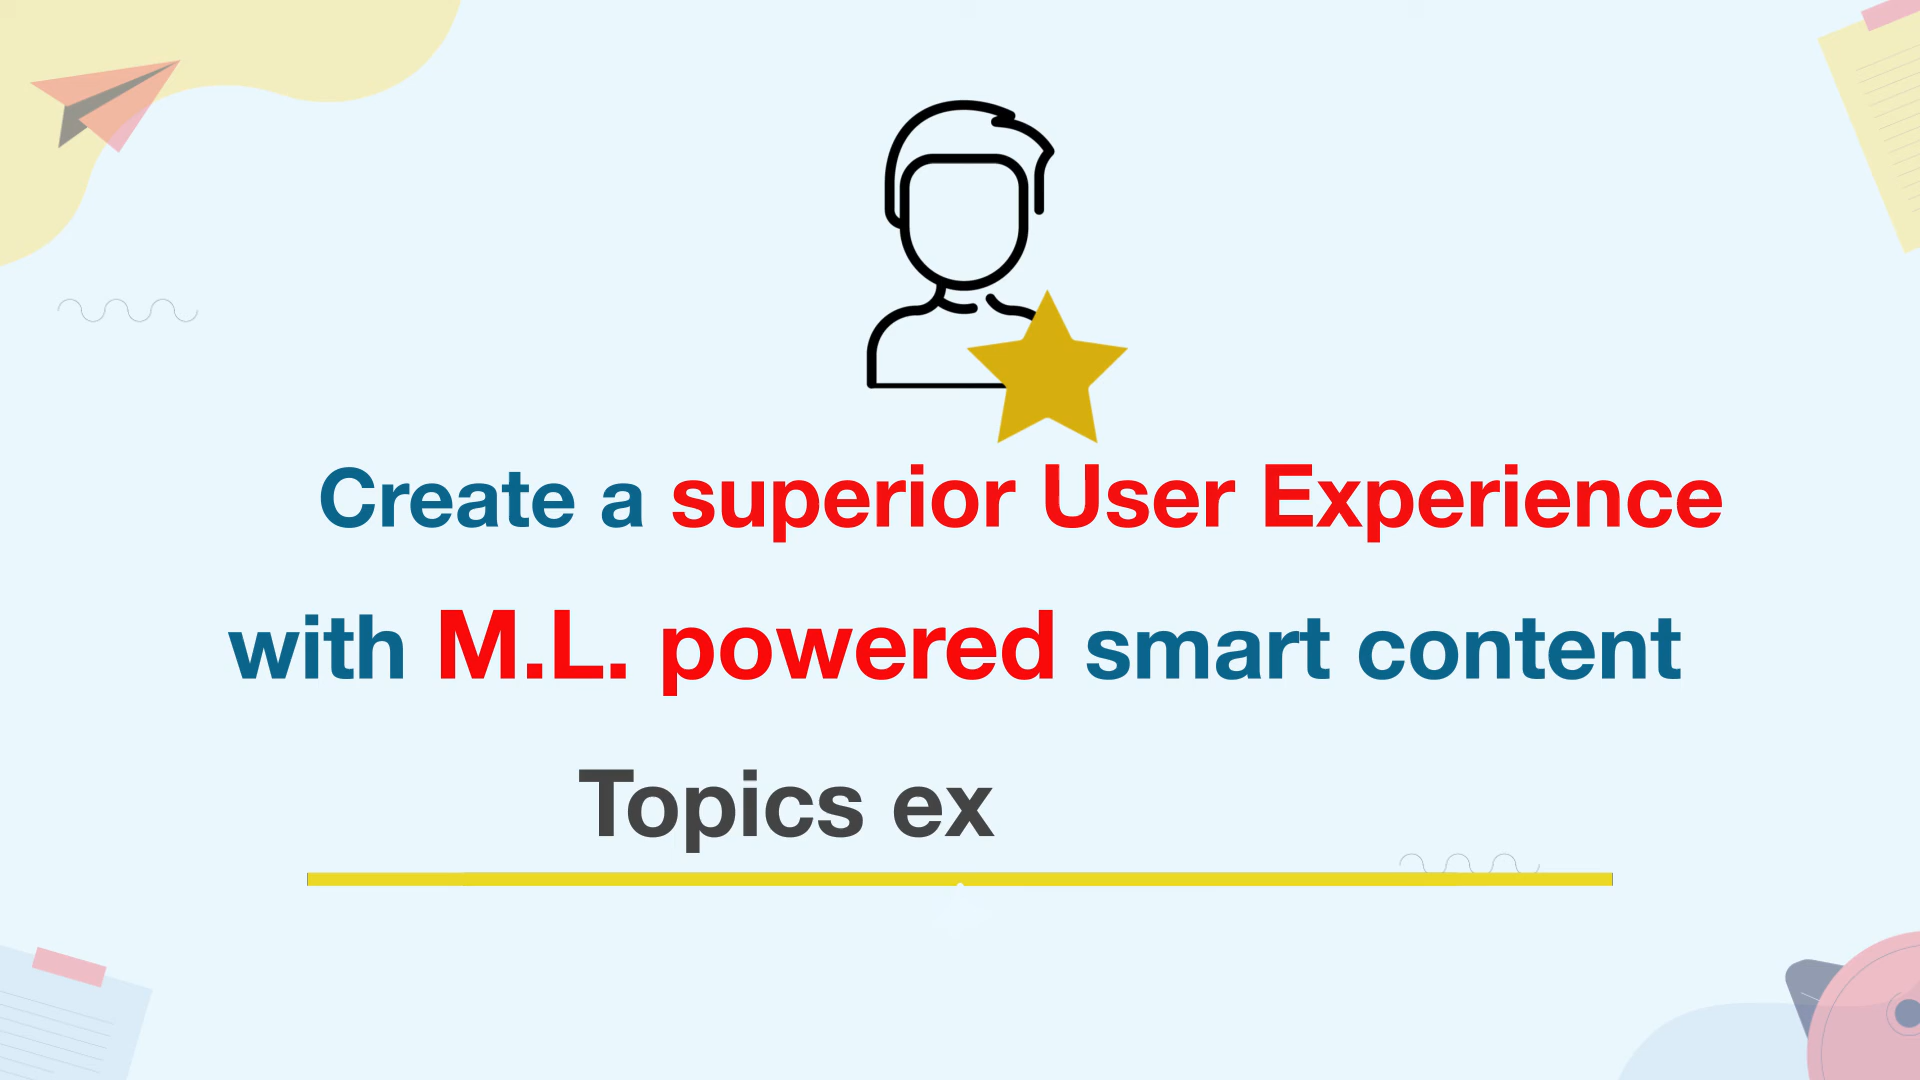 Create a superior User Experience
with M.L. powered smart content
Topics ex